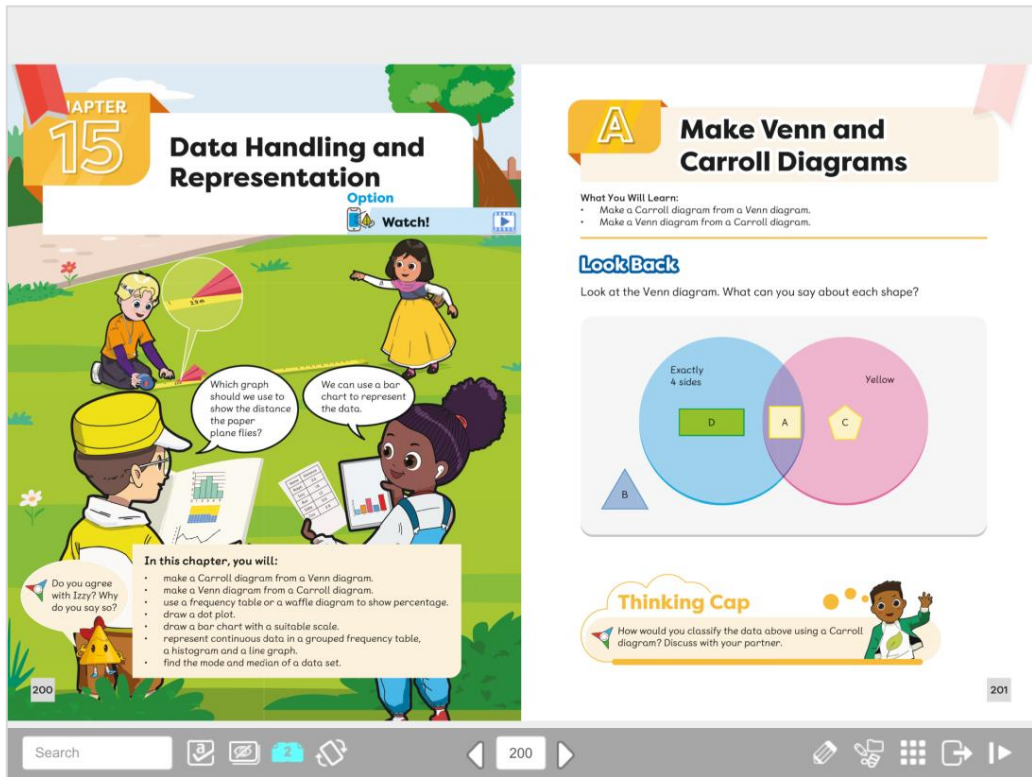 CHAPTER
15
Data Handling and
Representation
Option
Watch!
Which graph
should we use to
show the distance
the paper
plane flies?
We can use a bar
chart to represent
the data.
Do you agree
with Izzy? Why
do you say so?
In this chapter, you will:
• make a Carroll diagram from a Venn diagram.
• make a Venn diagram from a Carroll diagram.
• use a frequency table or a waffle diagram to show percentage.
• draw a dot plot.
• draw a bar chart with a suitable scale.
• represent continuous data in a grouped frequency table,
a histogram and a line graph.
• find the mode and median of a data set.
200
A
Make Venn and
Carroll Diagrams
What You Will Learn:
• Make a Carroll diagram from a Venn diagram.
• Make a Venn diagram from a Carroll diagram.
Look Back
Look at the Venn diagram. What can you say about each shape?
Exactly
4 sides
Yellow
D
A
C
B
Thinking Cap
How would you classify the data above using a Carroll
diagram? Discuss with your partner.
201
Search
a
2
200